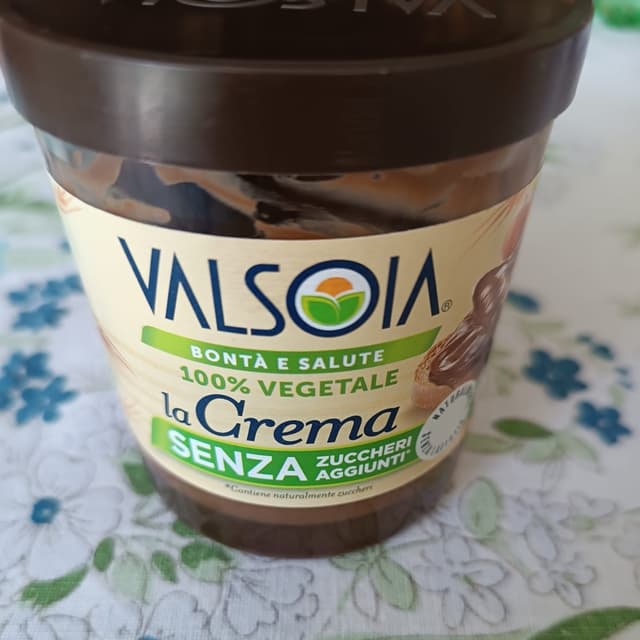 VALSOIA®
BONTÀ E SALUTE
100% VEGETALE
la Crema
SENZA ZUCCHERI
AGGIUNTI*
*Contiene naturalmente zuccheri